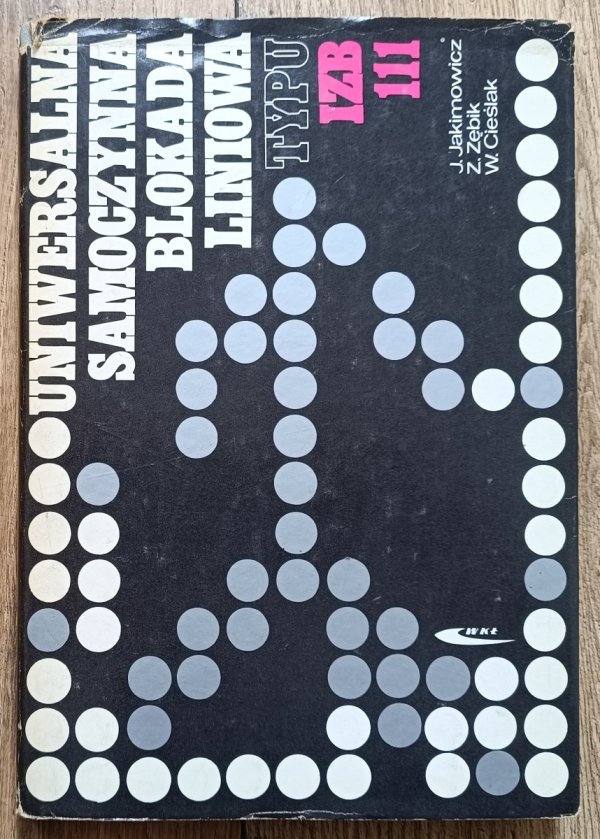 UNIWERSALNA
SAMOCZYNNA
BLOKADA
LINIOWA
TYPU
IZB
111
J. Jakimowicz
Z. Zębik
W. Cieślak
WKŁ